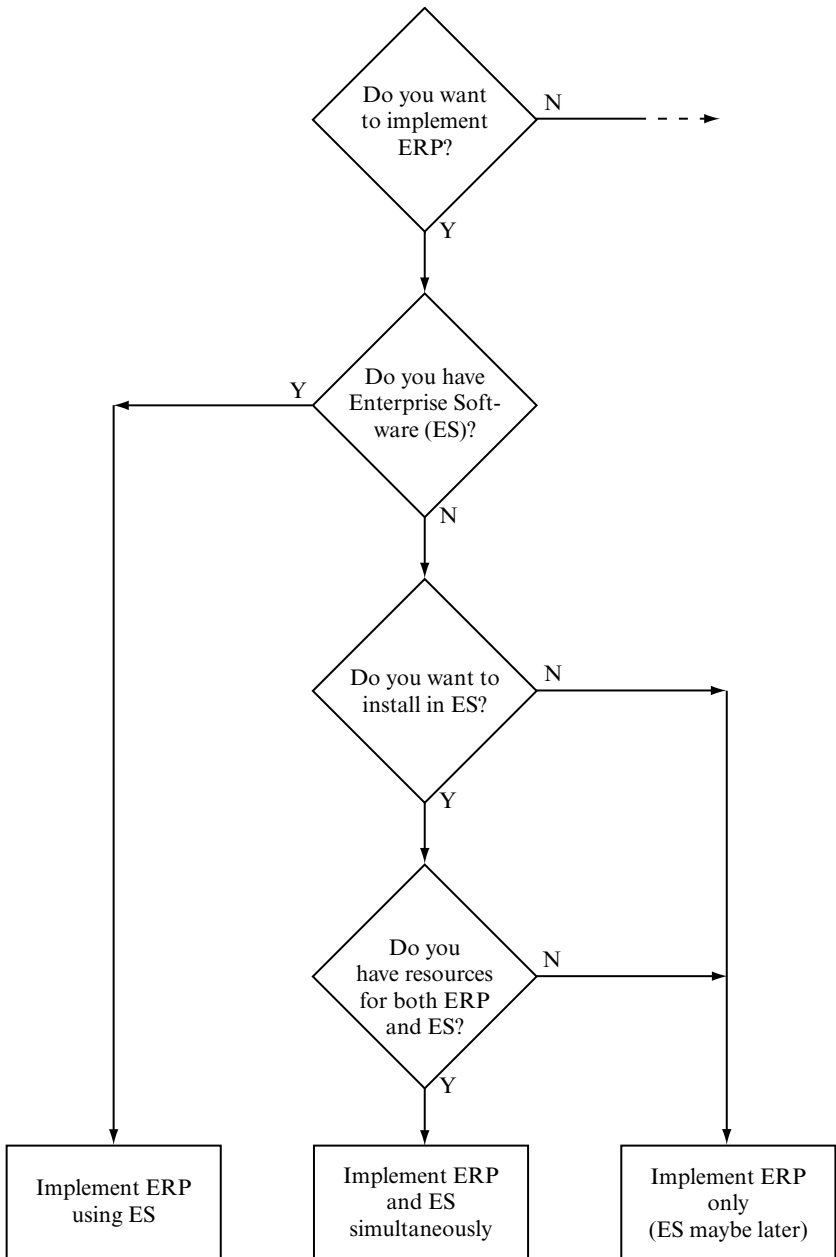 Do you want
to implement
ERP?
N
Y
Do you have
Enterprise Soft-
ware (ES)?
Y
N
Do you want to
install in ES?
N
Y
Do you
have resources
for both ERP
and ES?
N
Y
Implement ERP
using ES
Implement ERP
and ES
simultaneously
Implement ERP
only
(ES maybe later)